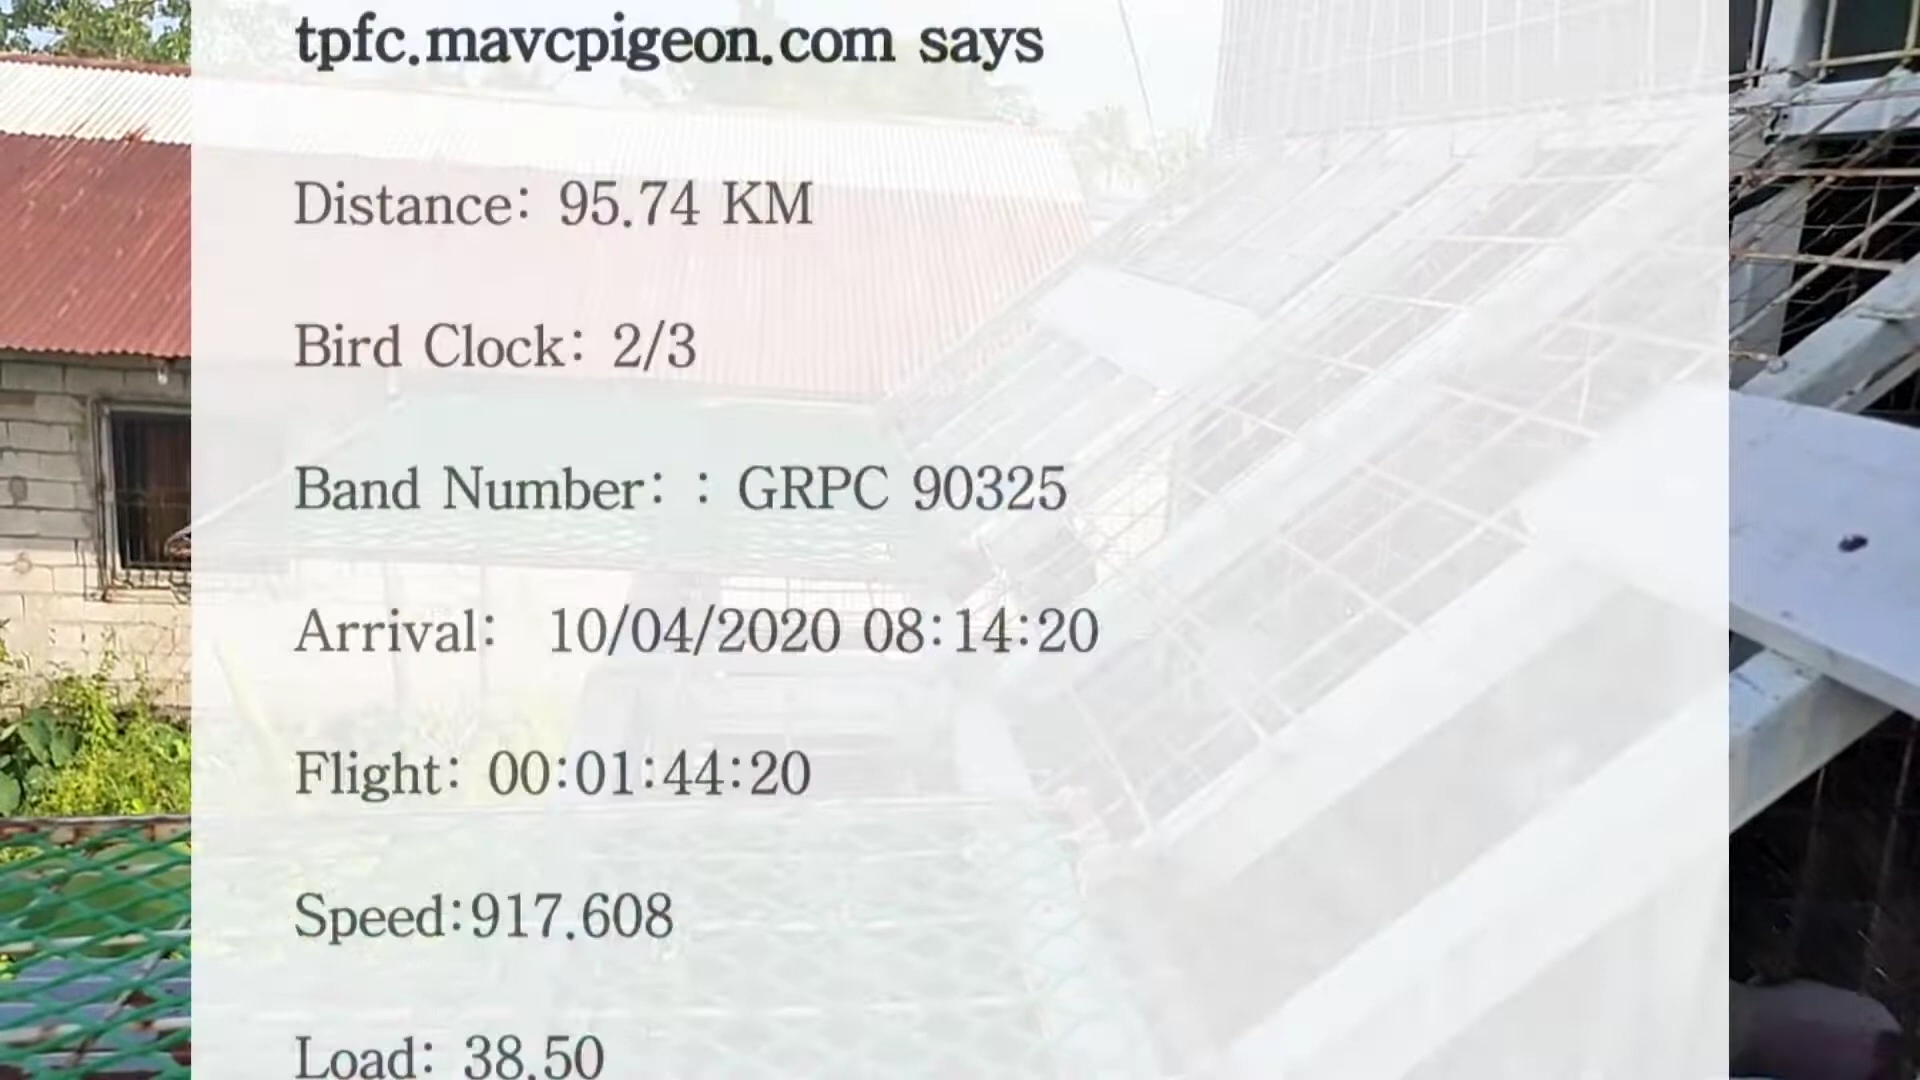 tpfc.mavcpigeon.com says
Distance: 95.74 KM
Bird Clock: 2/3
Band Number: : GRPC 90325
Arrival: 10/04/2020 08:14:20
Flight: 00:01:44:20
Speed:917.608
Load: 38.50